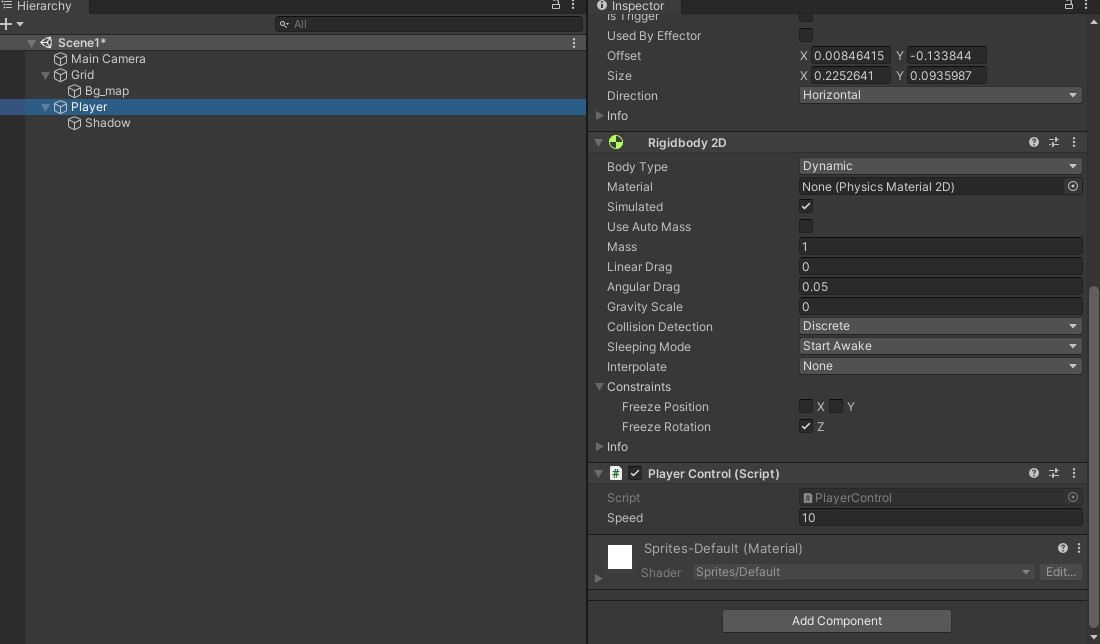 Hierarchy
All
Scene1*
Main Camera
Grid
Bg_map
Player
Shadow
Inspector
Is Trigger
Used By Effector
Offset X 0.00846415 Y -0.133844
Size X 0.2252641 Y 0.0935987
Direction Horizontal
Info
Rigidbody 2D
Body Type Dynamic
Material None (Physics Material 2D)
Simulated
Use Auto Mass
Mass 1
Linear Drag 0
Angular Drag 0.05
Gravity Scale 0
Collision Detection Discrete
Sleeping Mode Start Awake
Interpolate None
Constraints
Freeze Position X Y
Freeze Rotation Z
Info
# Player Control (Script)
Script PlayerControl
Speed 10
Sprites-Default (Material)
Shader Sprites/Default Edit...
Add Component